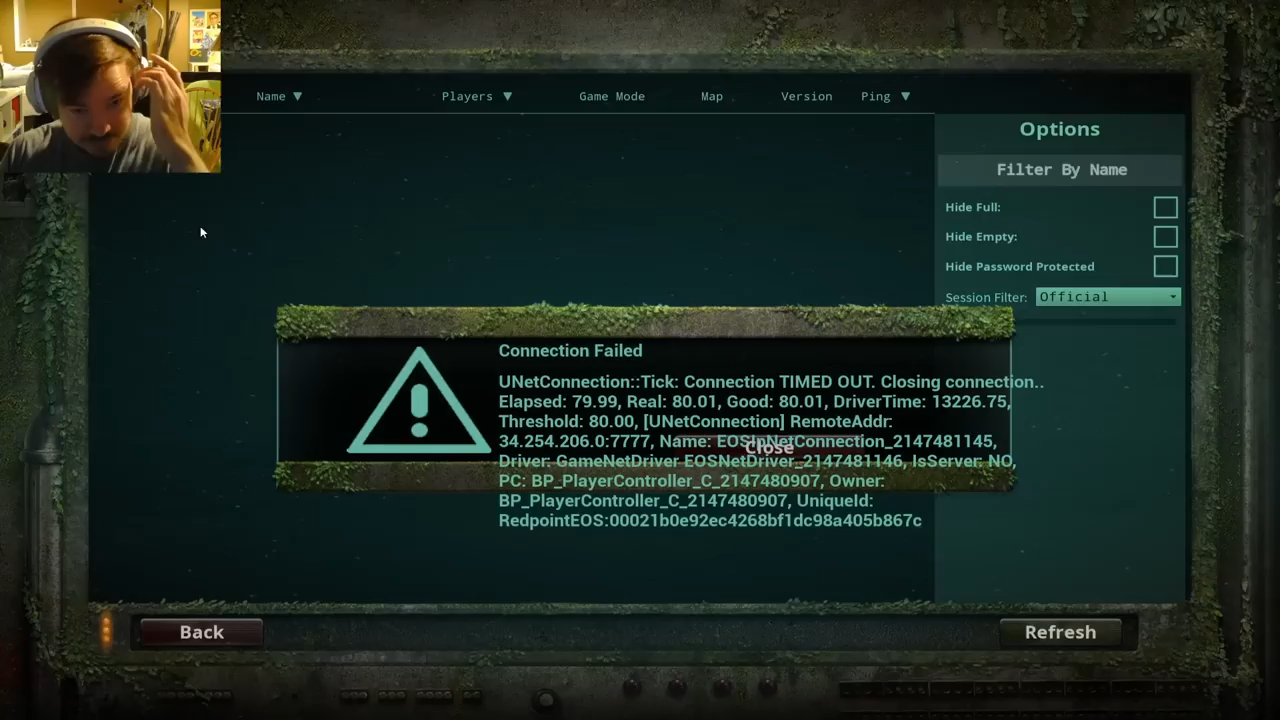 Name ▼ Players ▼ Game Mode Map Version Ping ▼
Options
Filter By Name
Hide Full:
Hide Empty:
Hide Password Protected
Session Filter: Official
Connection Failed
UNetConnection::Tick: Connection TIMED OUT. Closing connection..
Elapsed: 79.99, Real: 80.01, Good: 80.01, DriverTime: 13226.75,
Threshold: 80.00, [UNetConnection] RemoteAddr:
34.254.206.0:7777, Name: EOSIpNetConnection_2147481145,
Close
Driver: GameNetDriver EOSNetDriver_2147481146, IsServer: NO,
PC: BP_PlayerController_C_2147480907, Owner:
BP_PlayerController_C_2147480907, UniqueId:
RedpointEOS:00021b0e92ec4268bf1dc98a405b867c
Back
Refresh